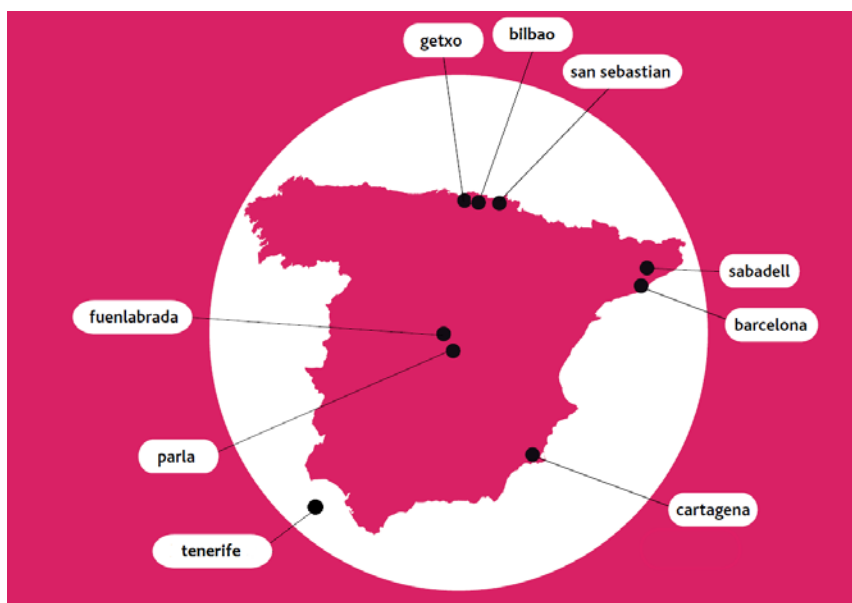 getxo
bilbao
san sebastian
sabadell
fuenlabrada
barcelona
parla
cartagena
tenerife